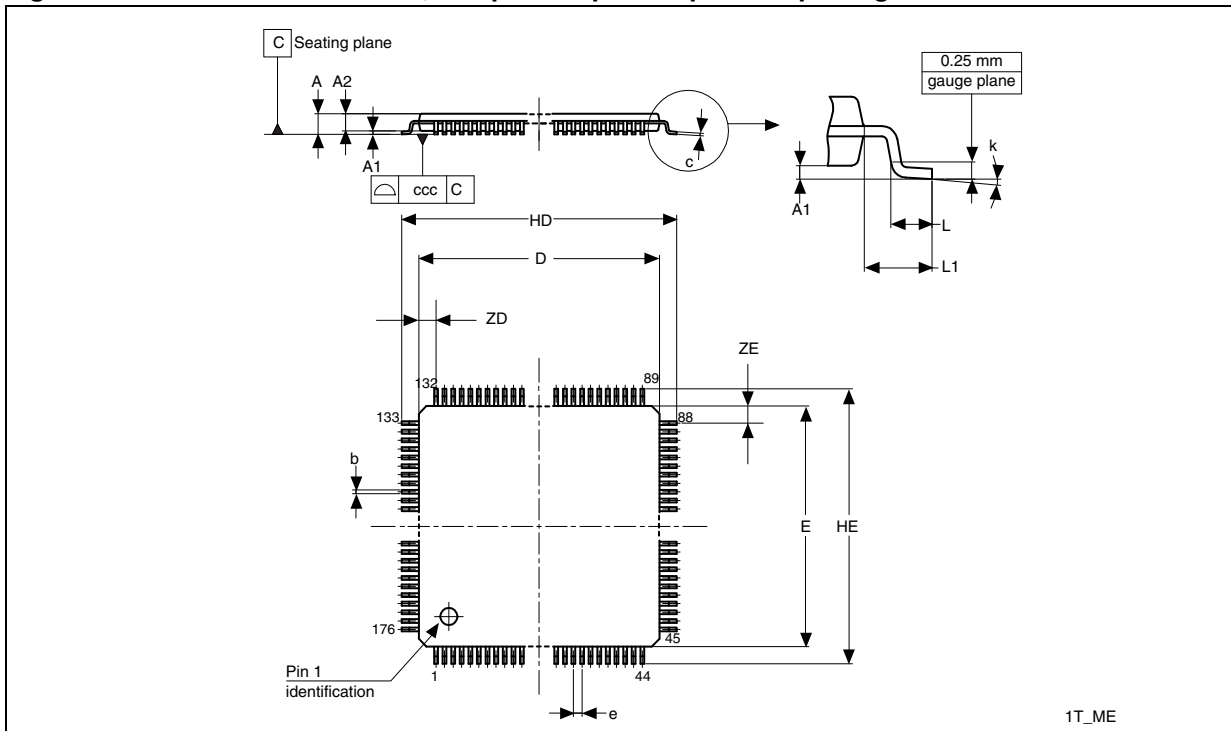 C Seating plane
A A2
A1
ccc C
c
0.25 mm
gauge plane
k
A1
L
L1
HD
D
ZD
ZE
132
89
133
88
b
E
HE
176
45
Pin 1
identification
1
44
e
1T_ME